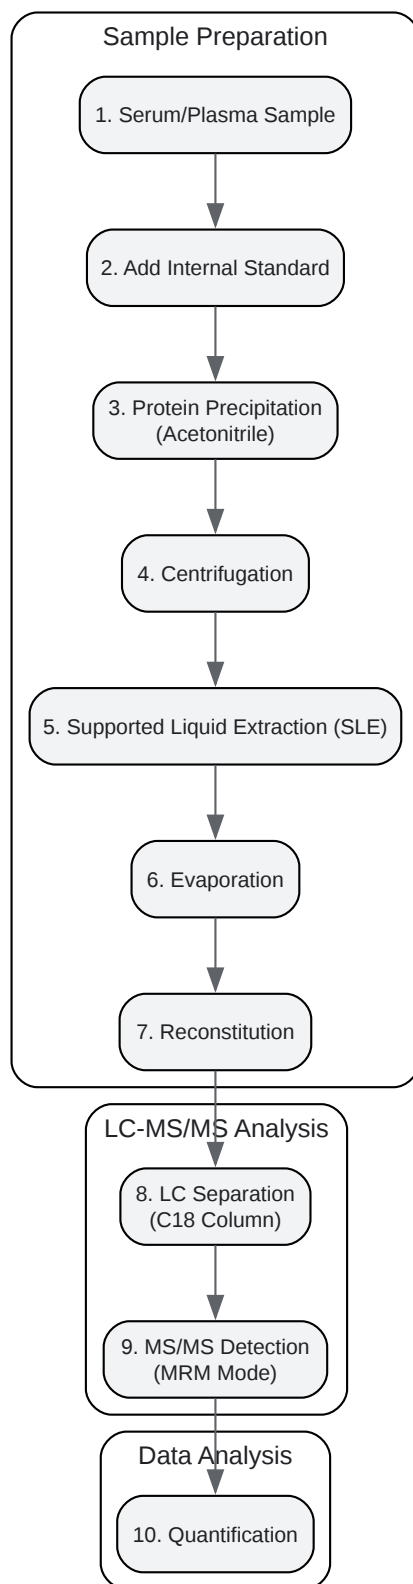 Sample Preparation
1. Serum/Plasma Sample
2. Add Internal Standard
3. Protein Precipitation
(Acetonitrile)
4. Centrifugation
5. Supported Liquid Extraction (SLE)
6. Evaporation
7. Reconstitution
LC-MS/MS Analysis
8. LC Separation
(C18 Column)
9. MS/MS Detection
(MRM Mode)
Data Analysis
10. Quantification